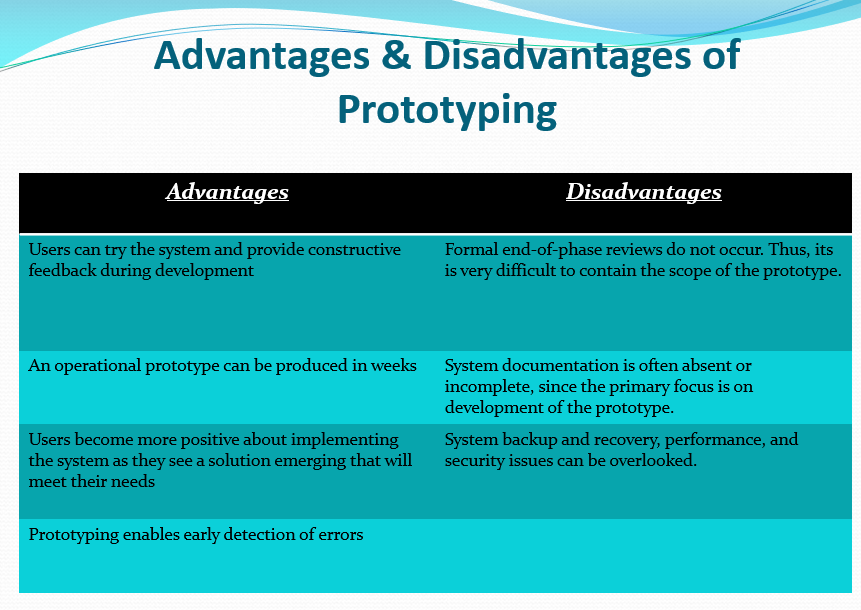 Advantages & Disadvantages of
Prototyping
Advantages
Disadvantages
Users can try the system and provide constructive
feedback during development
Formal end-of-phase reviews do not occur. Thus, its
is very difficult to contain the scope of the prototype.
An operational prototype can be produced in weeks
System documentation is often absent or
incomplete, since the primary focus is on
development of the prototype.
Users become more positive about implementing
the system as they see a solution emerging that will
meet their needs
System backup and recovery, performance, and
security issues can be overlooked.
Prototyping enables early detection of errors